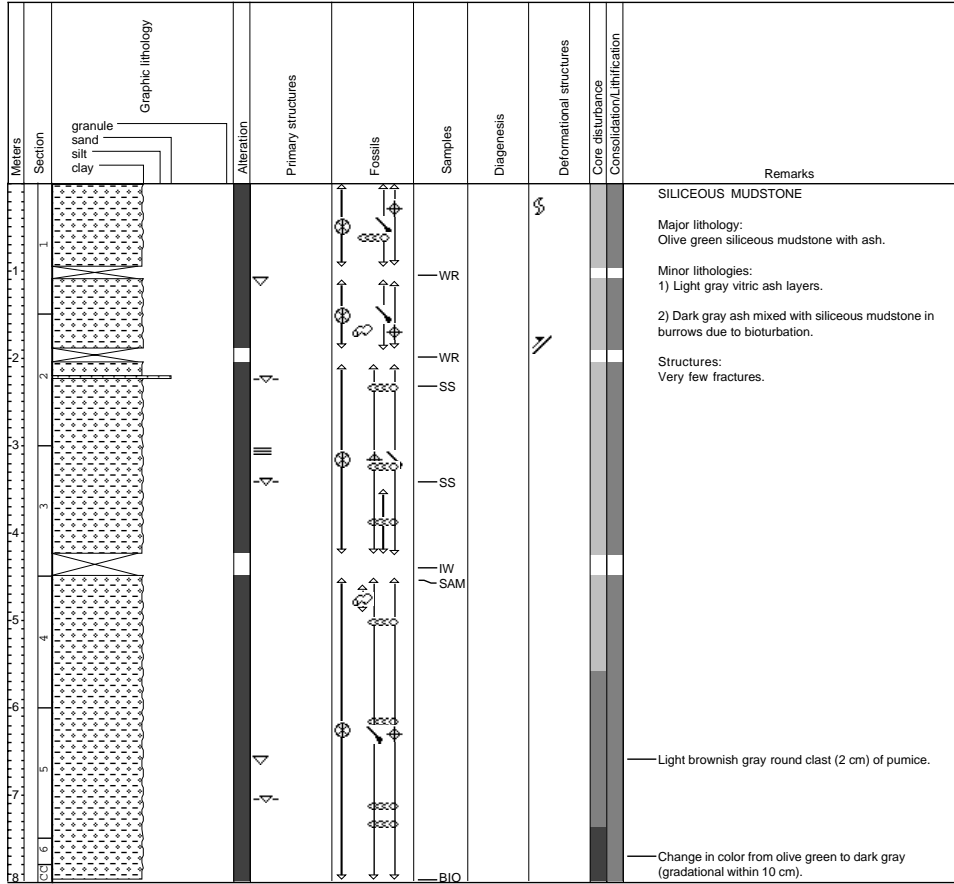 Meters
Section
Graphic lithology
granule
sand
silt
clay
Alteration
Primary structures
Fossils
Samples
Diagenesis
Deformational structures
Core disturbance
Consolidation/Lithification
Remarks
1
2
3
4
5
6
7
8
1
2
3
4
5
6
CC
WR
WR
SS
SS
IW
SAM
BIO
SILICEOUS MUDSTONE
Major lithology:
Olive green siliceous mudstone with ash.
Minor lithologies:
1) Light gray vitric ash layers.
2) Dark gray ash mixed with siliceous mudstone in
burrows due to bioturbation.
Structures:
Very few fractures.
Light brownish gray round clast (2 cm) of pumice.
Change in color from olive green to dark gray
(gradational within 10 cm).